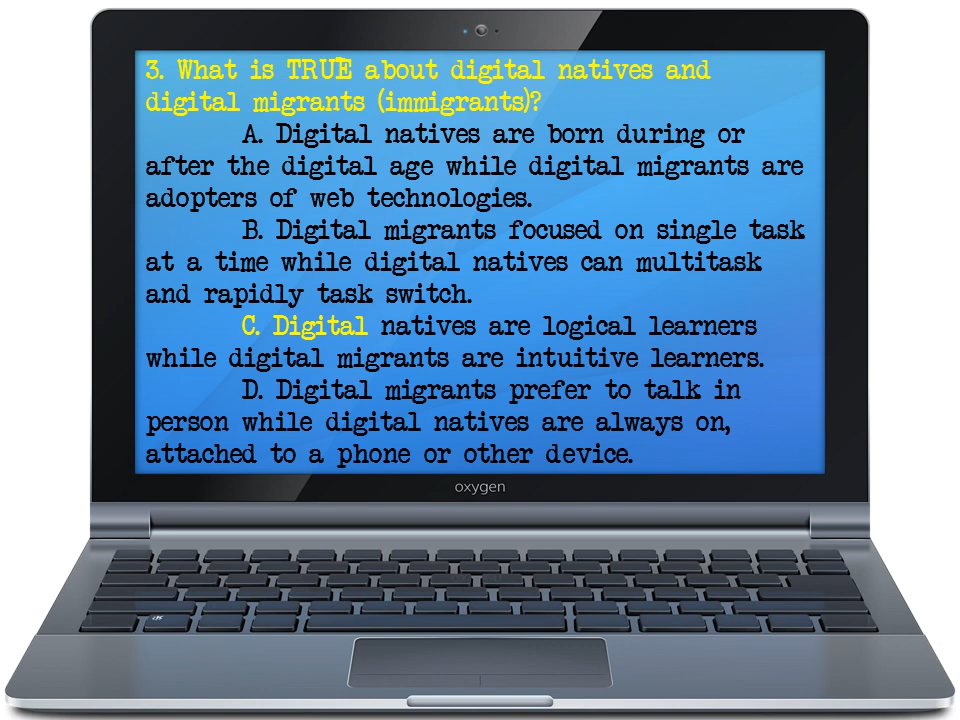 3. What is TRUE about digital natives and
digital migrants (immigrants)?
A. Digital natives are born during or
after the digital age while digital migrants are
adopters of web technologies.
B. Digital migrants focused on single task
at a time while digital natives can multitask
and rapidly task switch.
C. Digital natives are logical learners
while digital migrants are intuitive learners.
D. Digital migrants prefer to talk in
person while digital natives are always on,
attached to a phone or other device.
oxygen